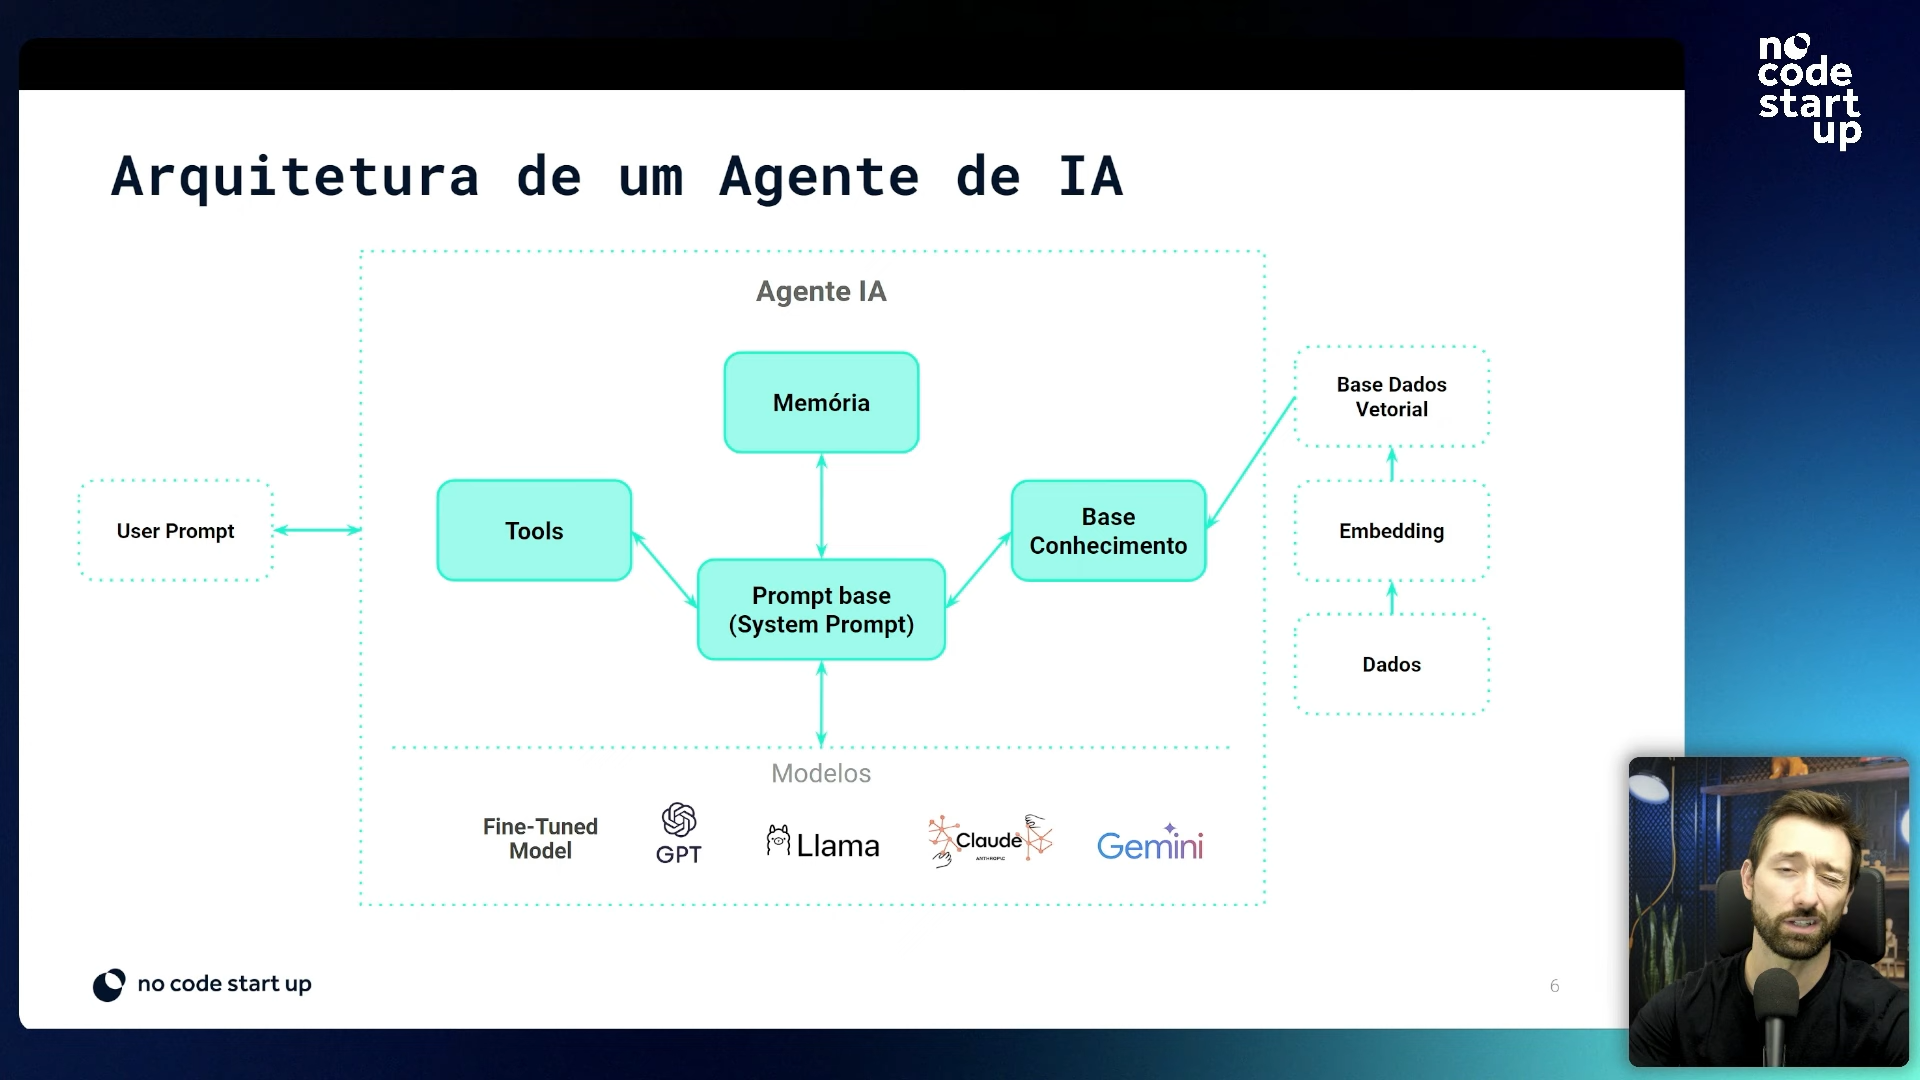 no
code
start
up
Arquitetura de um Agente de IA
Agente IA
Memória
Base Dados
Vetorial
User Prompt
Tools
Base
Conhecimento
Embedding
Prompt base
(System Prompt)
Dados
Modelos
Fine-Tuned
Model
GPT
Llama
Claude
ANTHROPIC
Gemini
no code start up
6